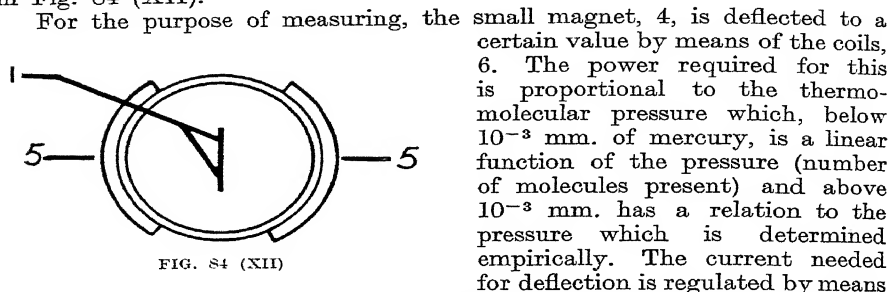 For the purpose of measuring, the small magnet, 4, is deflected to a
certain value by means of the coils,
6. The power required for this
is proportional to the thermo-
molecular pressure which, below
10⁻³ mm. of mercury, is a linear
function of the pressure (number
of molecules present) and above
10⁻³ mm. has a relation to the
pressure which is determined
empirically. The current needed
for deflection is regulated by means
1
5 5
FIG. 84 (XII)